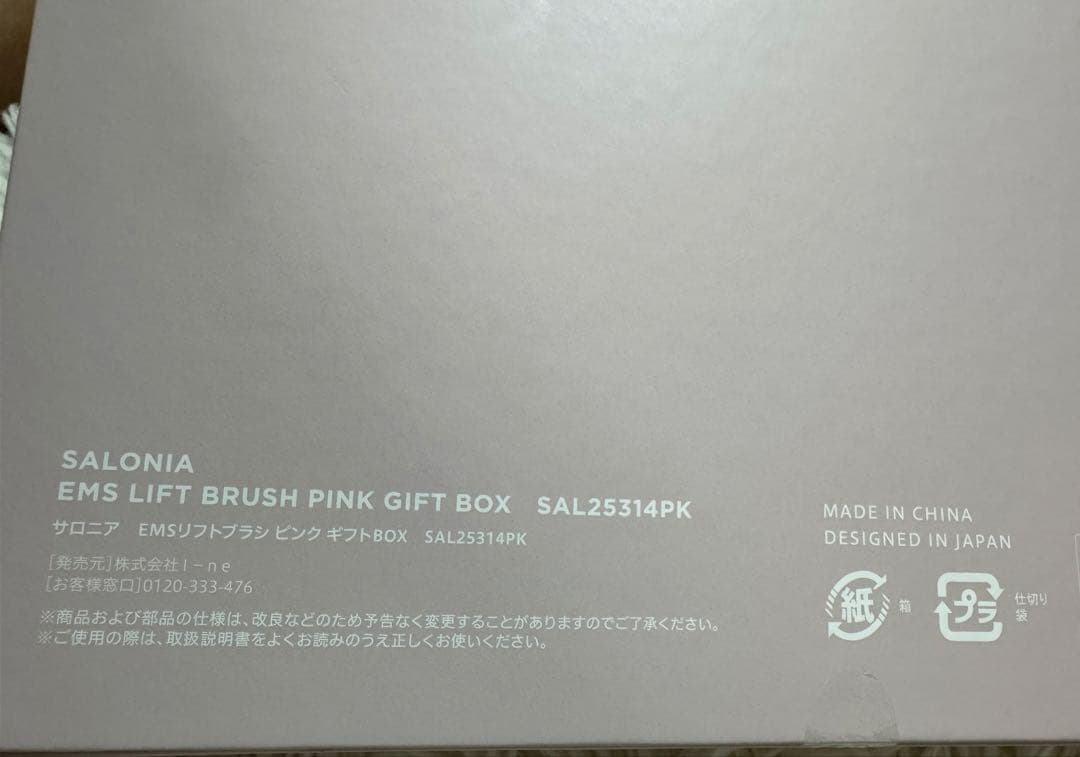 SALONIA
EMS LIFT BRUSH PINK GIFT BOX SAL25314PK
サロニア EMSリフトブラシ ピンク ギフトBOX SAL25314PK
[発売元]株式会社I-ne
[お客様窓口]0120-333-476
※商品および部品の仕様は、改良などのため予告なく変更することがありますのでご了承ください。
※ご使用の際は、取扱説明書をよくお読みのうえ正しくお使いください。
MADE IN CHINA
DESIGNED IN JAPAN
紙 箱
プラ 仕切り
袋